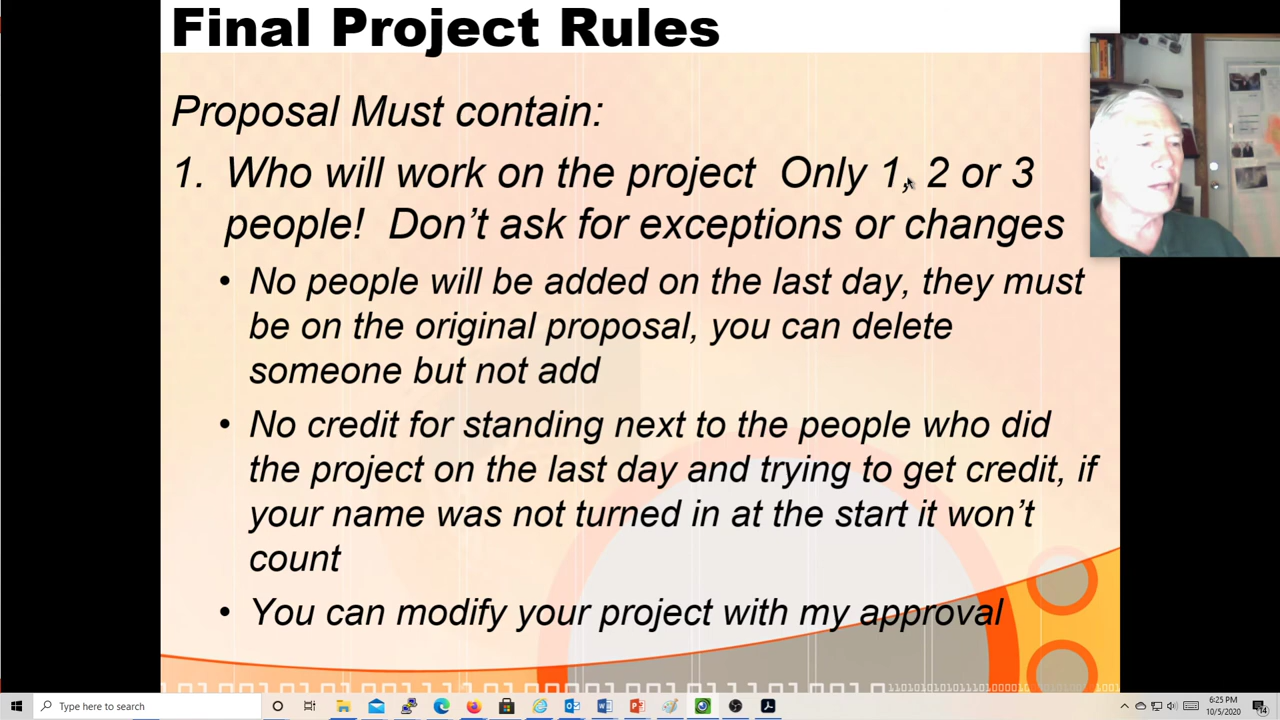 Final Project Rules
Proposal Must contain:
1. Who will work on the project  Only 1, 2 or 3
people!  Don’t ask for exceptions or changes
• No people will be added on the last day, they must
be on the original proposal, you can delete
someone but not add
• No credit for standing next to the people who did
the project on the last day and trying to get credit, if
your name was not turned in at the start it won’t
count
• You can modify your project with my approval
Type here to search
6:25 PM
10/5/2020